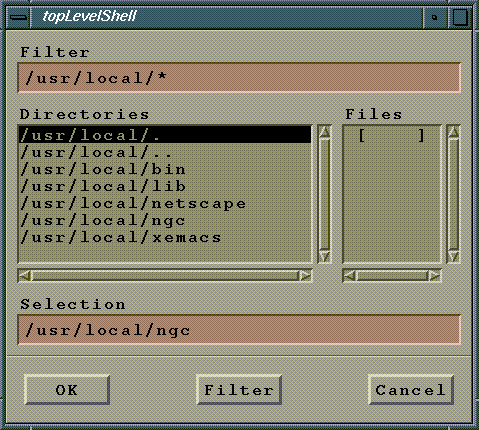 topLevelShell
Filter
/usr/local/*
Directories
Files
/usr/local/.
[ ]
/usr/local/..
/usr/local/bin
/usr/local/lib
/usr/local/netscape
/usr/local/ngc
/usr/local/xemacs
Selection
/usr/local/ngc
OK
Filter
Cancel